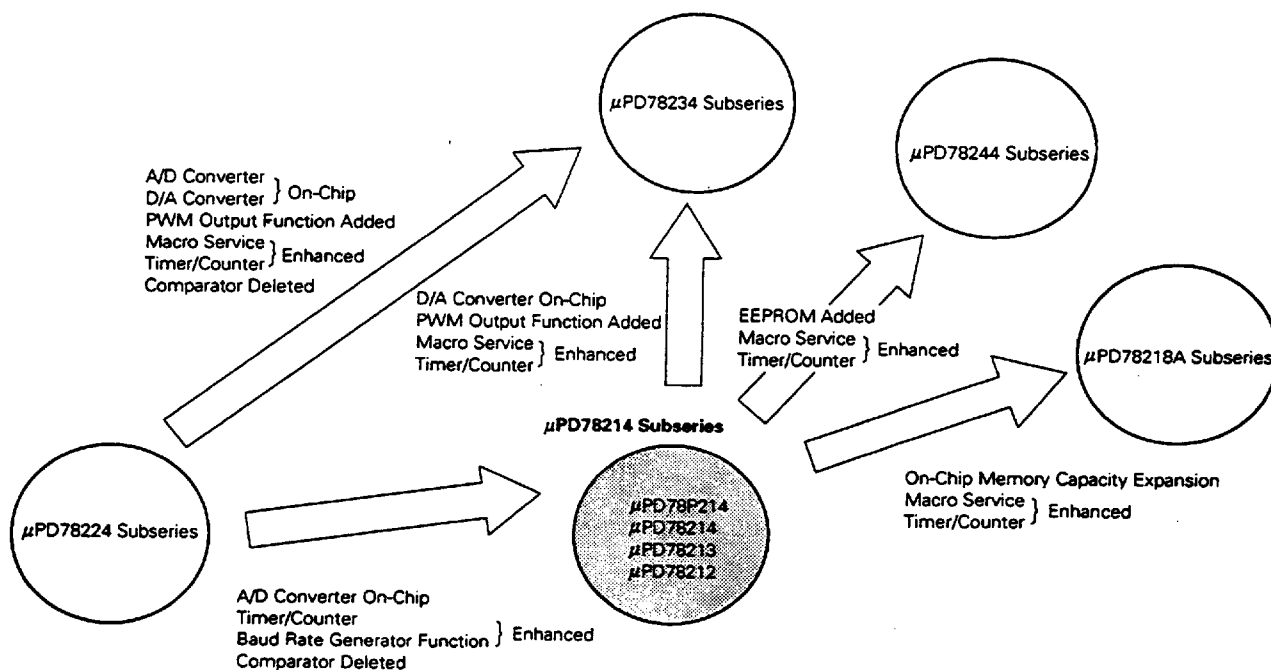 μPD78234 Subseries
μPD78244 Subseries
A/D Converter
D/A Converter } On-Chip
PWM Output Function Added
Macro Service
Timer/Counter } Enhanced
Comparator Deleted
D/A Converter On-Chip
PWM Output Function Added
Macro Service
Timer/Counter } Enhanced
EEPROM Added
Macro Service
Timer/Counter } Enhanced
μPD78218A Subseries
μPD78214 Subseries
On-Chip Memory Capacity Expansion
Macro Service
Timer/Counter } Enhanced
μPD78224 Subseries
μPD78P214
μPD78214
μPD78213
μPD78212
A/D Converter On-Chip
Timer/Counter
Baud Rate Generator Function } Enhanced
Comparator Deleted